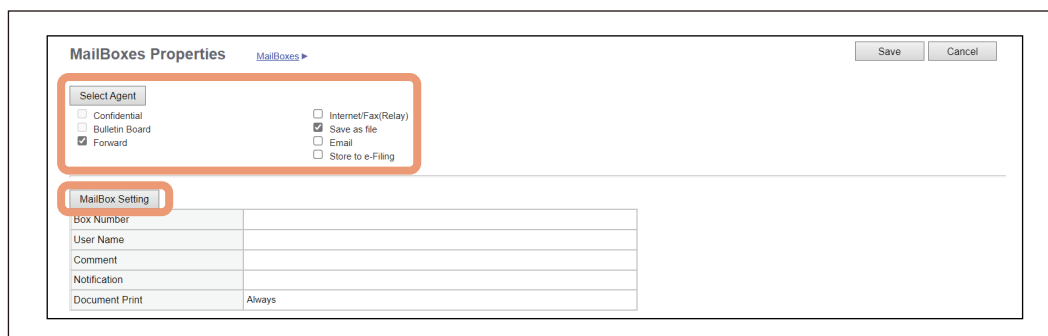 MailBoxes Properties MailBoxes ▶ Save Cancel
Select Agent
Confidential Internet/Fax(Relay)
Bulletin Board Save as file
Forward Email
Store to e-Filing
MailBox Setting
Box Number
User Name
Comment
Notification
Document Print Always